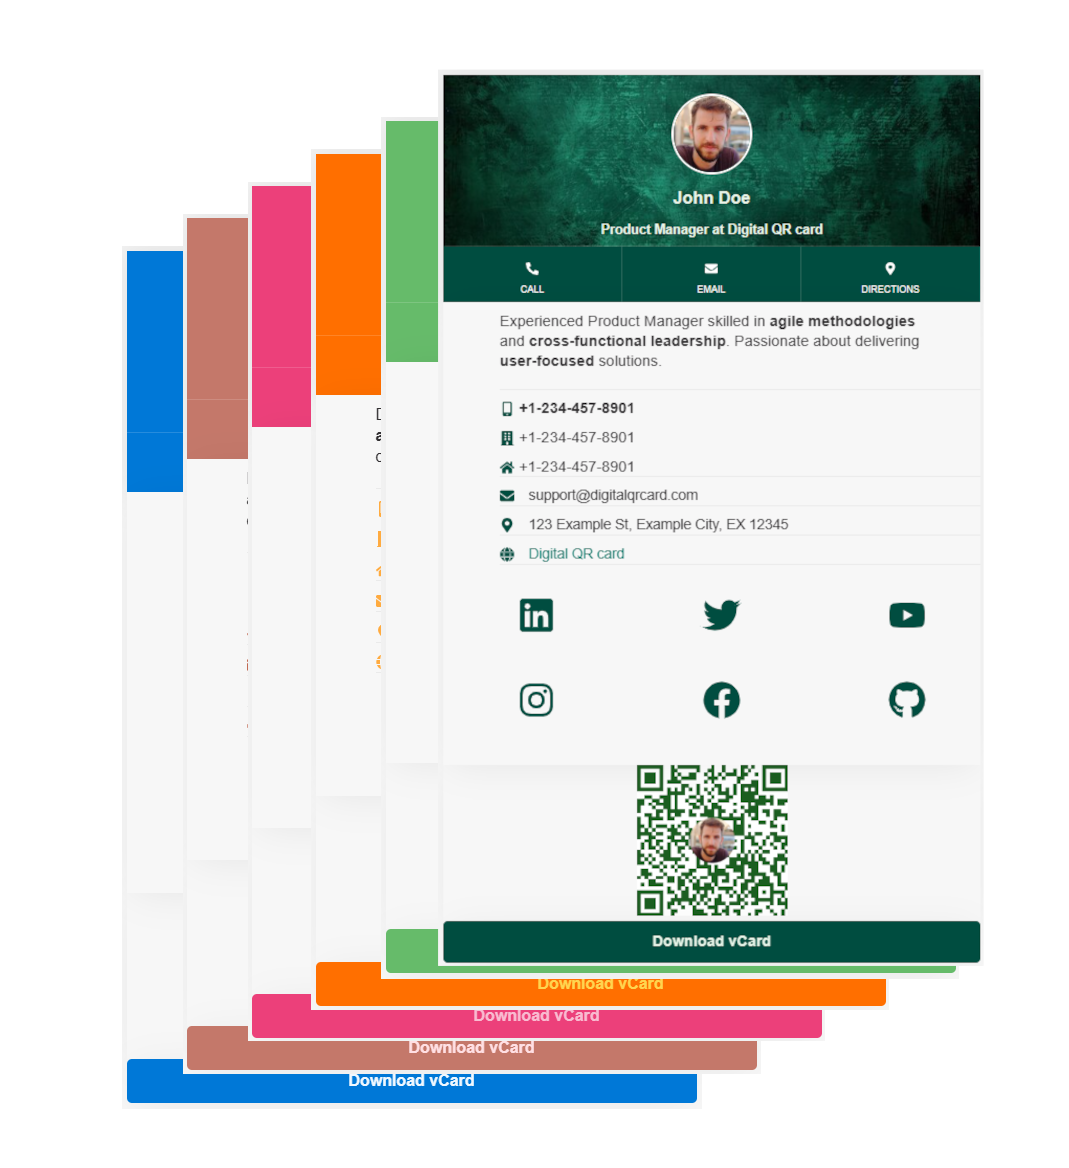 John Doe
Product Manager at Digital QR card
CALL
EMAIL
DIRECTIONS
Experienced Product Manager skilled in agile methodologies
and cross-functional leadership. Passionate about delivering
user-focused solutions.
+1-234-457-8901
+1-234-457-8901
+1-234-457-8901
support@digitalqrcard.com
123 Example St, Example City, EX 12345
Digital QR card
Download vCard
Download vCard
Download vCard
Download vCard
Download vCard